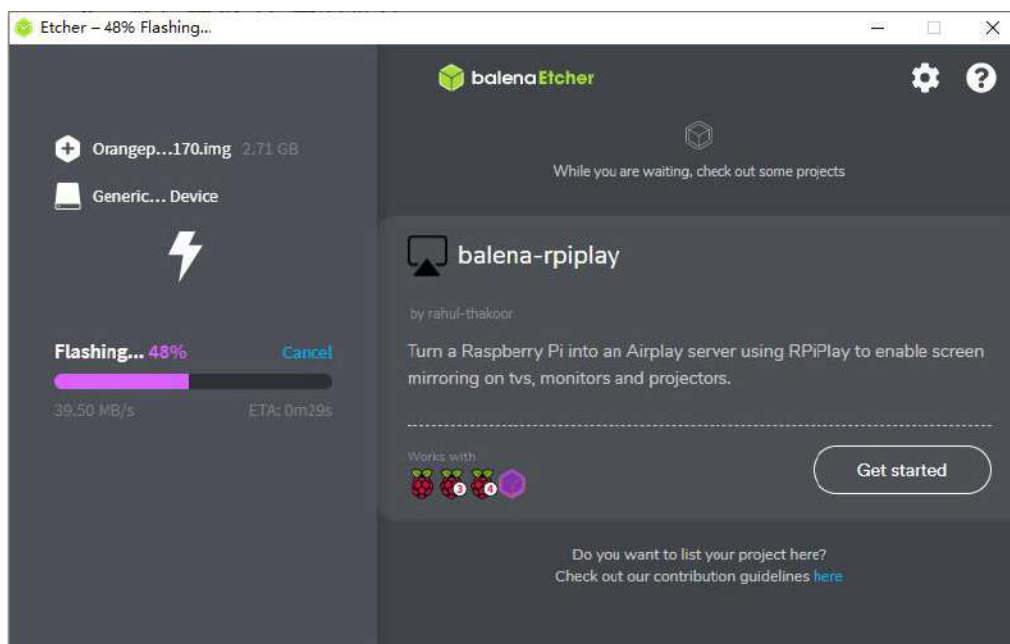 Etcher – 48% Flashing...
balenaEtcher
Orangep...170.img 2.71 GB
Generic... Device
Flashing... 48% Cancel
39.50 MB/s ETA: 0m29s
While you are waiting, check out some projects
balena-rpiplay
by rahul-thakoor
Turn a Raspberry Pi into an Airplay server using RPiPlay to enable screen
mirroring on tvs, monitors and projectors.
Works with
3 4
Get started
Do you want to list your project here?
Check out our contribution guidelines here